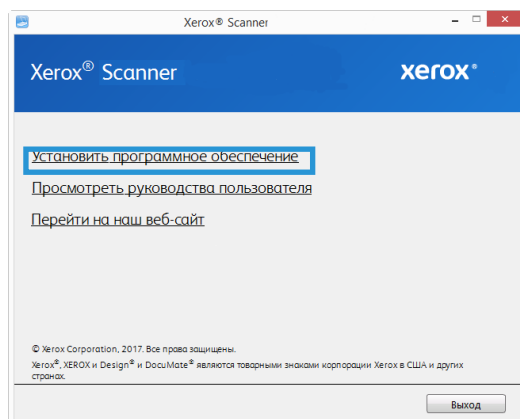 Xerox® Scanner
Xerox® Scanner
xerox®
Установить программное обеспечение
Просмотреть руководства пользователя
Перейти на наш веб-сайт
© Xerox Corporation, 2017. Все права защищены.
Xerox®, XEROX и Design® и DocuMate® являются товарными знаками корпорации Xerox в США и других
странах.
Выход